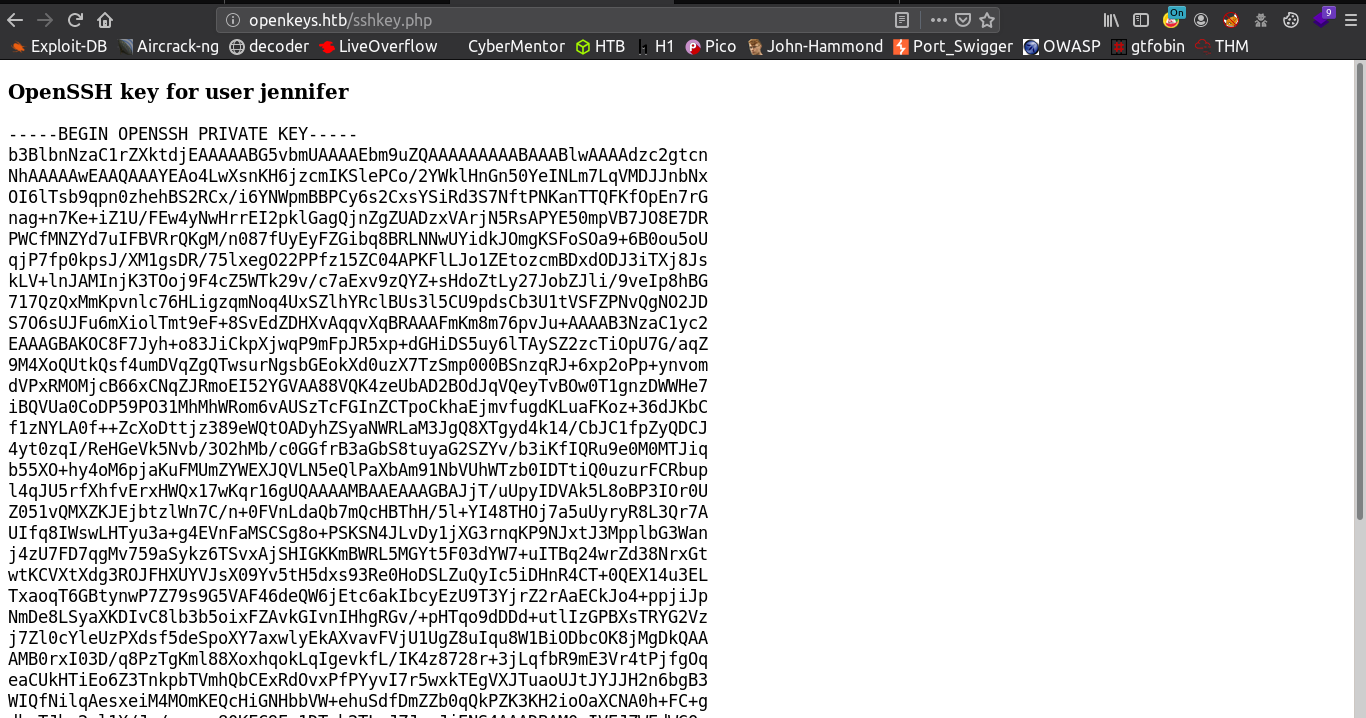 openkeys.htb/sshkey.php
On
9
Exploit-DB Aircrack-ng decoder LiveOverflow CyberMentor HTB H1 Pico John-Hammond Port_Swigger OWASP gtfobin THM
OpenSSH key for user jennifer
-----BEGIN OPENSSH PRIVATE KEY-----
b3BlbnNzaC1rZXktdjEAAAAABG5vbmUAAAAEbm9uZQAAAAAAAAABAAABlwAAAAdzc2gtcn
NhAAAAAwEAAQAAAYEAo4LwXsnKH6jzcmIKSlePCo/2YWklHnGn50YeINLm7LqVMDJJnbNx
OI6lTsb9qpn0zhehBS2RCx/i6YNWpmBBPCy6s2CxsYSiRd3S7NftPNKanTTQFKfOpEn7rG
nag+n7Ke+iZ1U/FEw4yNwHrrEI2pklGagQjnZgZUADzxVArjN5RsAPYE50mpVB7JO8E7DR
PWCfMNZYd7uIFBVRrQKgM/n087fUyEyFZGibq8BRLNNwUYidkJOmgKSFoSOa9+6B0ou5oU
qjP7fp0kpsJ/XM1gsDR/75lxegO22PPfz15ZC04APKFlLJo1ZEtozcmBDxdODJ3iTXj8Js
kLV+lnJAMInjK3TOoj9F4cZ5WTk29v/c7aExv9zQYZ+sHdoZtLy27JobZJli/9veIp8hBG
717QzQxMmKpvnlc76HLigzqmNoq4UxSZlhYRclBUs3l5CU9pdsCb3U1tVSFZPNvQgNO2JD
S7O6sUJFu6mXiolTmt9eF+8SvEdZDHXvAqqvXqBRAAAFmKm8m76pvJu+AAAAB3NzaC1yc2
EAAAGBAKOC8F7Jyh+o83JiCkpXjwqP9mFpJR5xp+dGHiDS5uy6lTAySZ2zcTiOpU7G/aqZ
9M4XoQUtkQsf4umDVqZgQTwsurNgsbGEokXd0uzX7TzSmp000BSnzqRJ+6xp2oPp+ynvom
dVPxRMOMjcB66xCNqZJRmoEI52YGVAA88VQK4zeUbAD2BOdJqVQeyTvBOw0T1gnzDWWHe7
iBQVUa0CoDP59PO31MhMhWRom6vAUSzTcFGInZCTpoCkhaEjmvfugdKLuaFKoz+36dJKbC
f1zNYLA0f++ZcXoDttjz389eWQtOADyhZSyaNWRLaM3JgQ8XTgyd4k14/CbJC1fpZyQDCJ
4yt0zqI/ReHGeVk5Nvb/3O2hMb/c0GGfrB3aGbS8tuyaG2SZYv/b3iKfIQRu9e0M0MTJiq
b55XO+hy4oM6pjaKuFMUmZYWEXJQVLN5eQlPaXbAm91NbVUhWTzb0IDTtiQ0uzurFCRbup
l4qJU5rfXhfvErxHWQx17wKqr16gUQAAAAMBAAEAAAGBAJjT/uUpyIDVAk5L8oBP3IOr0U
Z051vQMXZKJEjbtzlWn7C/n+0FVnLdaQb7mQcHBThH/5l+YI48THOj7a5uUyryR8L3Qr7A
UIfq8IWswLHTyu3a+g4EVnFaMSCSg8o+PSKSN4JLvDy1jXG3rnqKP9NJxtJ3MpplbG3Wan
j4zU7FD7qgMv759aSykz6TSvxAjSHIGKKmBWRL5MGYt5F03dYW7+uITBq24wrZd38NrxGt
wtKCVXtXdg3ROJFHXUYVJsX09Yv5tH5dxs93Re0HoDSLZuQyIc5iDHnR4CT+0QEX14u3EL
TxaoqT6GBtynwP7Z79s9G5VAF46deQW6jEtc6akIbcyEzU9T3YjrZ2rAaECkJo4+ppjiJp
NmDe8LSyaXKDIvC8lb3b5oixFZAvkGIvnIHhgRGv/+pHTqo9dDDd+utlIzGPBXsTRYG2Vz
j7Zl0cYleUzPXdsf5deSpoXY7axwlyEkAXvavFVjU1UgZ8uIqu8W1BiODbcOK8jMgDkQAA
AMB0rxI03D/q8PzTgKml88XoxhqokLqIgevkfL/IK4z8728r+3jLqfbR9mE3Vr4tPjfgOq
eaCUkHTiEo6Z3TnkpbTVmhQbCExRdOvxPfPYyvI7r5wxkTEgVXJTuaoUJtJYJJH2n6bgB3
WIQfNilqAesxeiM4MOmKEQcHiGNHbbVW+ehuSdfDmZZb0qQkPZK3KH2ioOaXCNA0h+FC+g